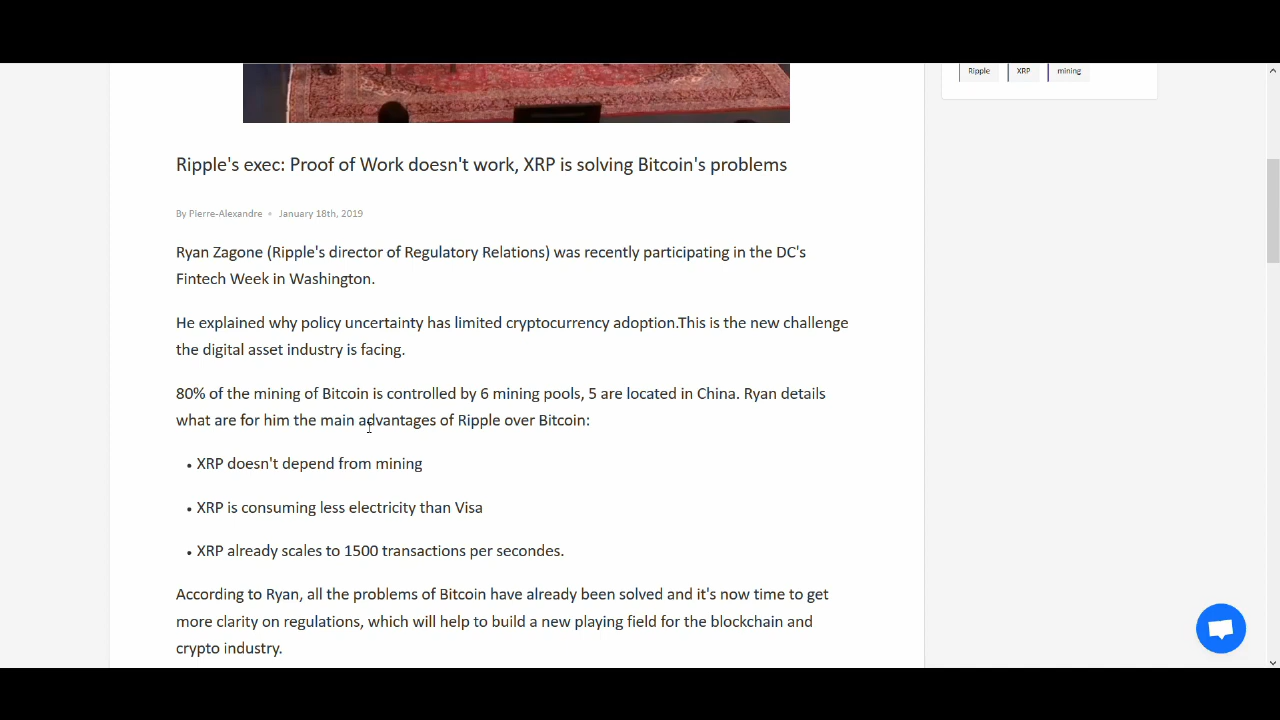 Ripple XRP mining
Ripple's exec: Proof of Work doesn't work, XRP is solving Bitcoin's problems
By Pierre-Alexandre • January 18th, 2019
Ryan Zagone (Ripple's director of Regulatory Relations) was recently participating in the DC's
Fintech Week in Washington.
He explained why policy uncertainty has limited cryptocurrency adoption.This is the new challenge
the digital asset industry is facing.
80% of the mining of Bitcoin is controlled by 6 mining pools, 5 are located in China. Ryan details
what are for him the main advantages of Ripple over Bitcoin:
• XRP doesn't depend from mining
• XRP is consuming less electricity than Visa
• XRP already scales to 1500 transactions per secondes.
According to Ryan, all the problems of Bitcoin have already been solved and it's now time to get
more clarity on regulations, which will help to build a new playing field for the blockchain and
crypto industry.